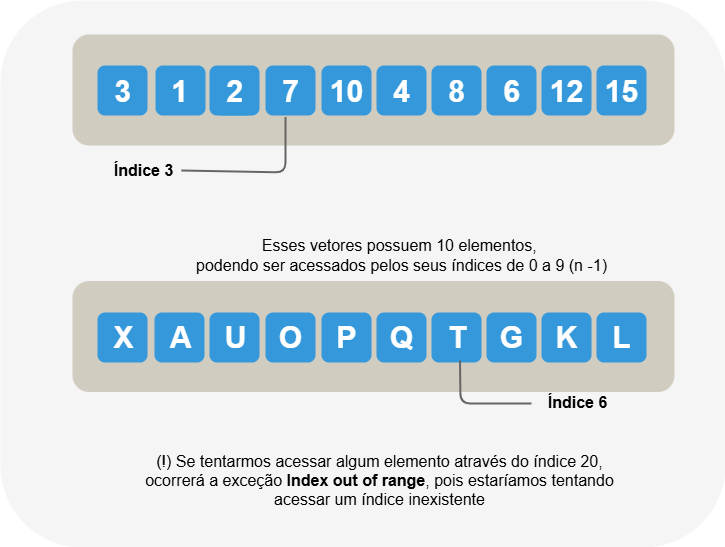 3 1 2 7 10 4 8 6 12 15
Índice 3
Esses vetores possuem 10 elementos,
podendo ser acessados pelos seus índices de 0 a 9 (n -1)
X A U O P Q T G K L
Índice 6
(!) Se tentarmos acessar algum elemento através do índice 20,
ocorrerá a exceção Index out of range, pois estaríamos tentando
acessar um índice inexistente